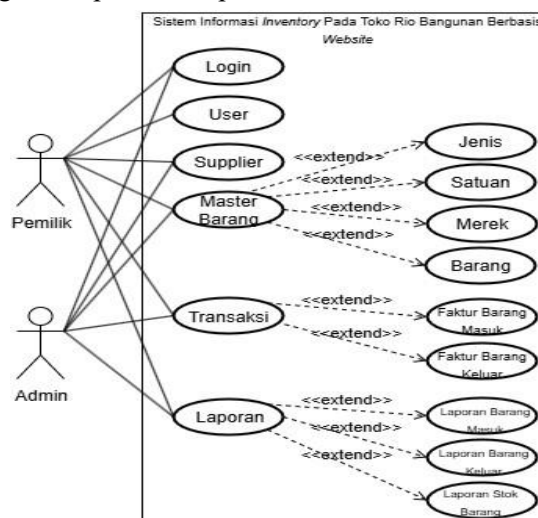 Sistem Informasi Inventory Pada Toko Rio Bangunan Berbasis
Website
Login
User
Supplier
Master
Barang
Transaksi
Laporan
Pemilik
Admin
<<extend>>
<<extend>>
<<extend>>
<<extend>>
Jenis
Satuan
Merek
Barang
<<extend>>
<<extend>>
Faktur Barang
Masuk
Faktur Barang
Keluar
<<extend>>
<<extend>>
<<extend>>
Laporan Barang
Masuk
Laporan Barang
Keluar
Laporan Stok
Barang